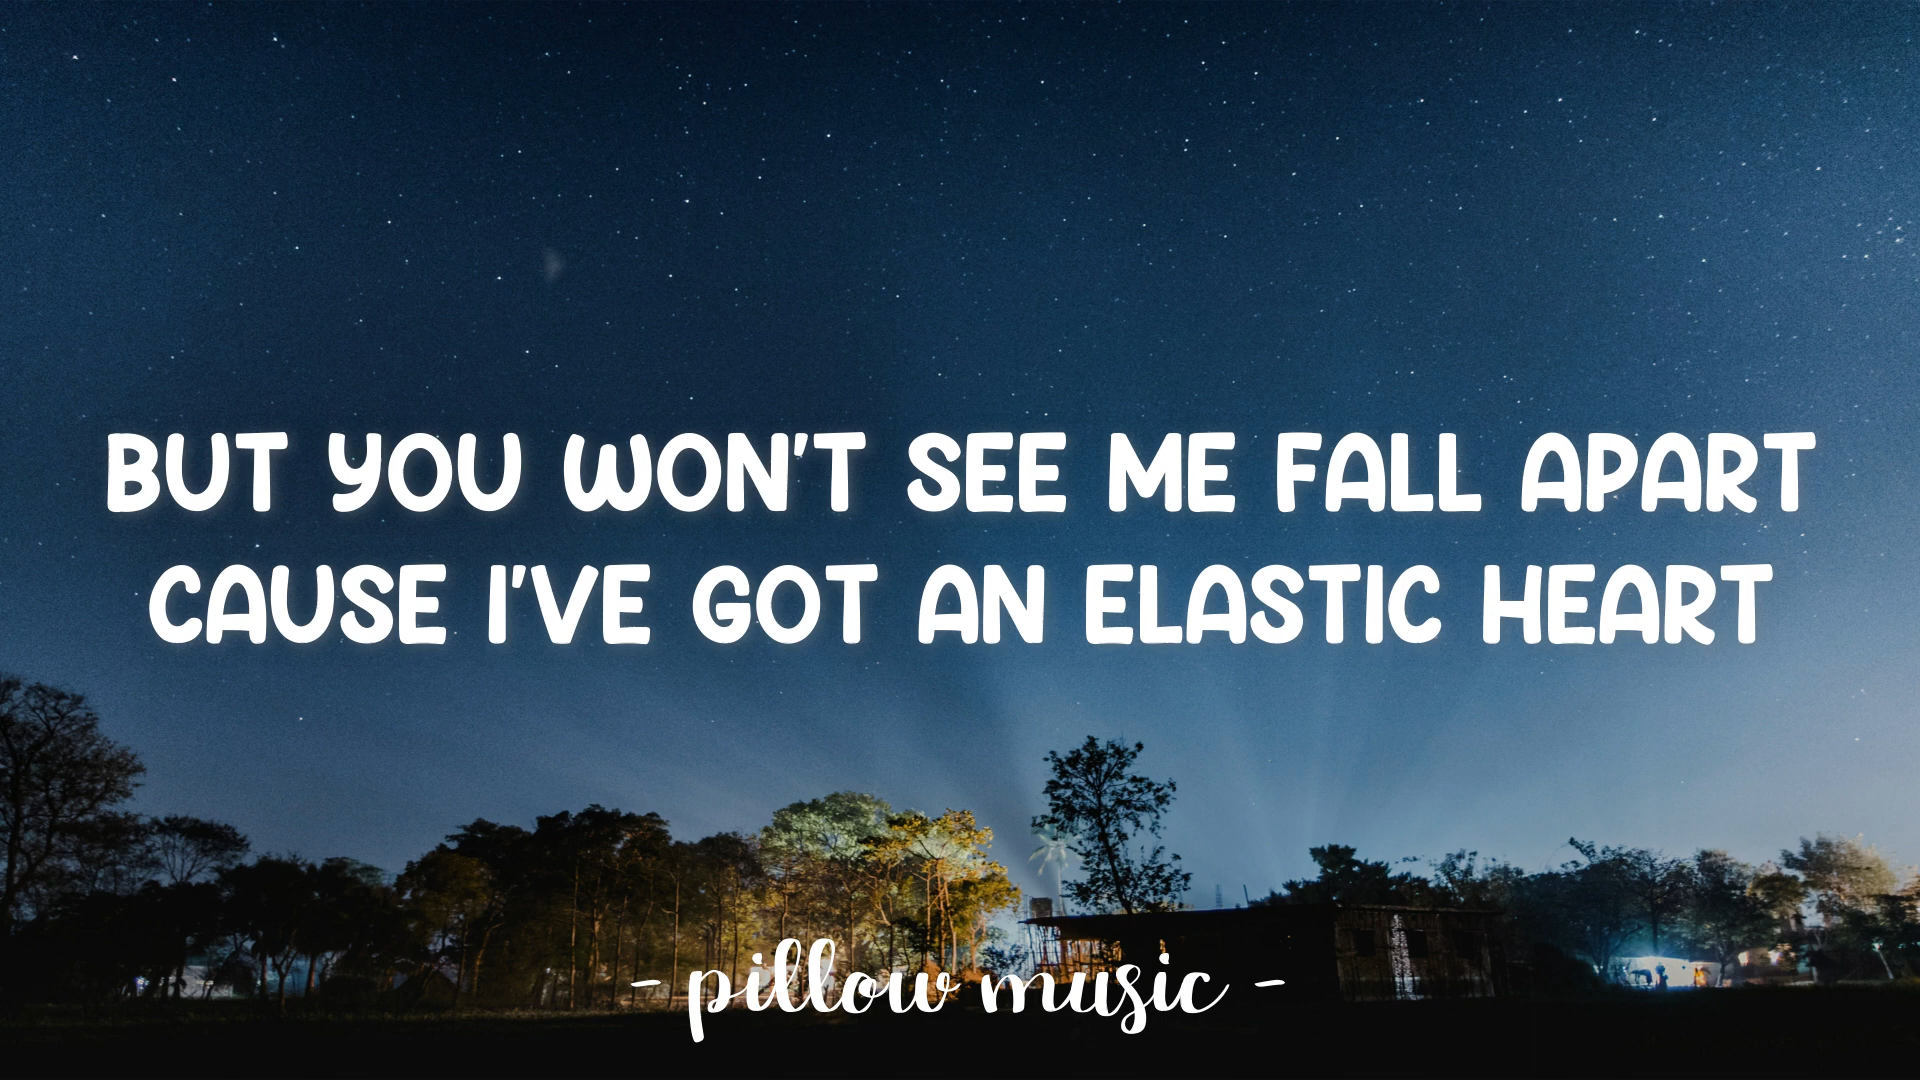 BUT YOU WON'T SEE ME FALL APART
CAUSE I'VE GOT AN ELASTIC HEART
- pillow music -